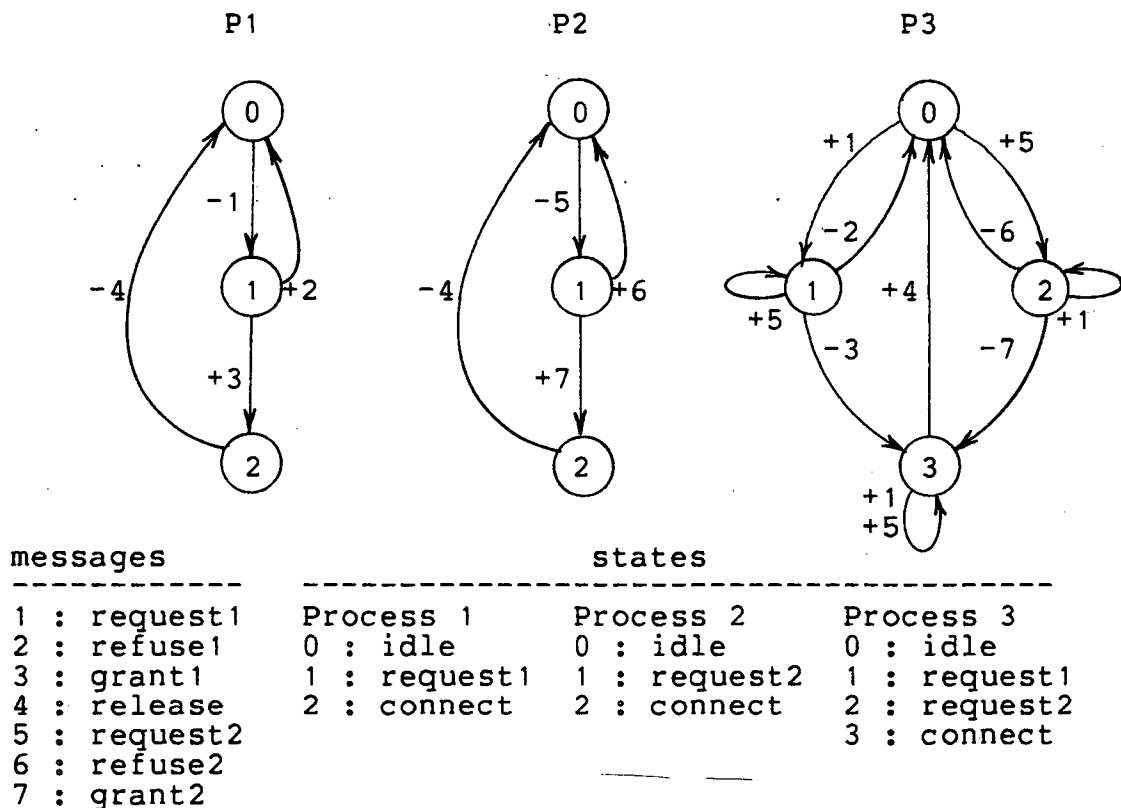 P1 P2 P3
0 0 0
+1 +5
-1 -5
-2 -6
-4 1 +2 -4 1 +6 1 +4 2
+5 +1
-3 -7
+3 +7
2 2 3
+1
+5
messages states
------------ ---------------------------------------
1 : request1 Process 1 Process 2 Process 3
2 : refuse1 0 : idle 0 : idle 0 : idle
3 : grant1 1 : request1 1 : request2 1 : request1
4 : release 2 : connect 2 : connect 2 : request2
5 : request2 3 : connect
6 : refuse2
7 : grant2